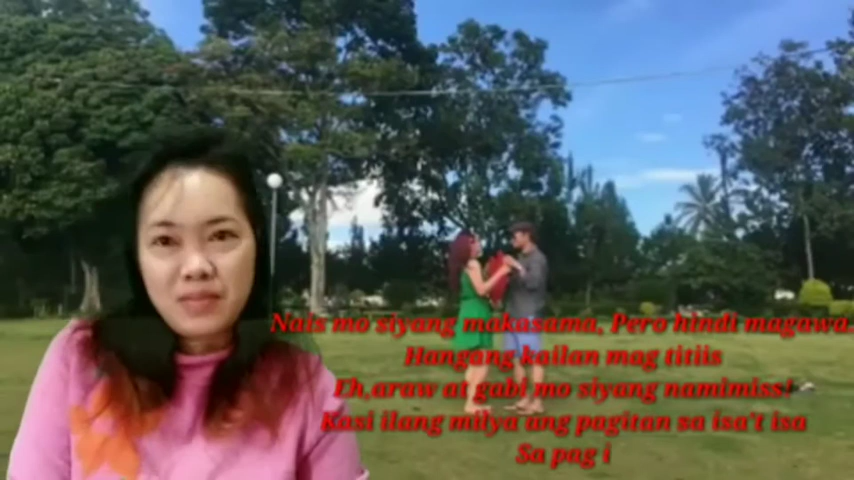 Nais mo siyang makasama, Pero hindi magawa.
Hangang kailan mag titiis
Eh,araw at gabi mo siyang namimiss!
Kasi ilang milya ang pagitan sa isa't isa
Sa pag i